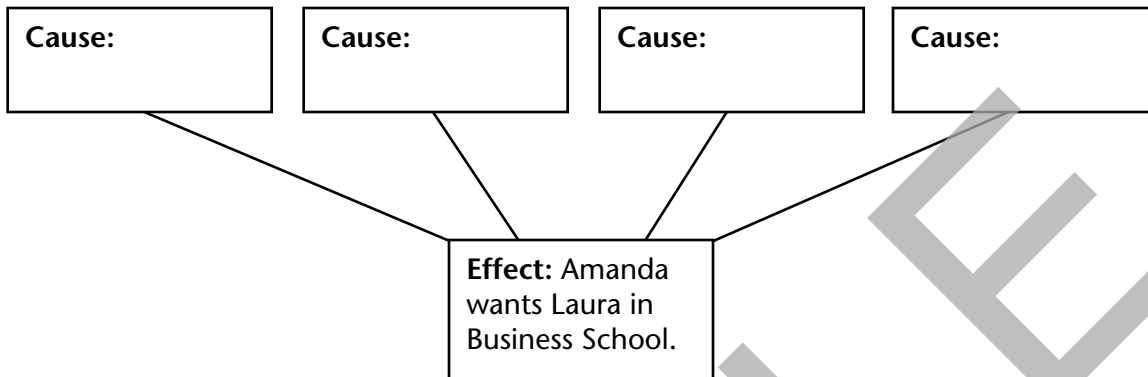 Cause:
Cause:
Cause:
Cause:
Effect: Amanda
wants Laura in
Business School.